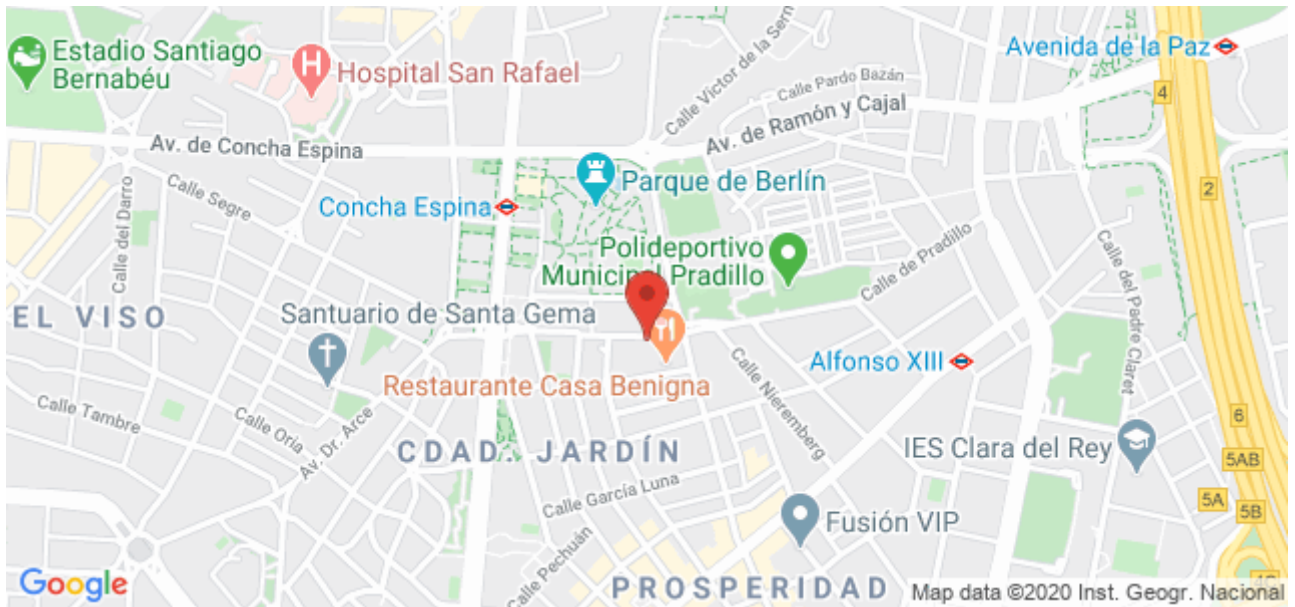 Estadio Santiago
Bernabéu
Hospital San Rafael
Calle Victor de la Sern
Calle Pardo Bazán
Avenida de la Paz
4
Av. de Ramón y Cajal
Av. de Concha Espina
Calle Segre
Calle del Darro
Parque de Berlín
2
Concha Espina
Polideportivo
Municipal Pradillo
Calle de Pradillo
Calle del Padre Claret
EL VISO
Santuario de Santa Gema
Alfonso XIII
Restaurante Casa Benigna
Calle Nieremberg
Calle Tambre
Calle Oria
Av. Dr. Arce
CDAD. JARDÍN
IES Clara del Rey
6
5AB
Calle García Luna
5A
5B
Fusión VIP
Calle Pechuán
PROSPERIDAD
Google
Map data ©2020 Inst. Geogr. Nacional